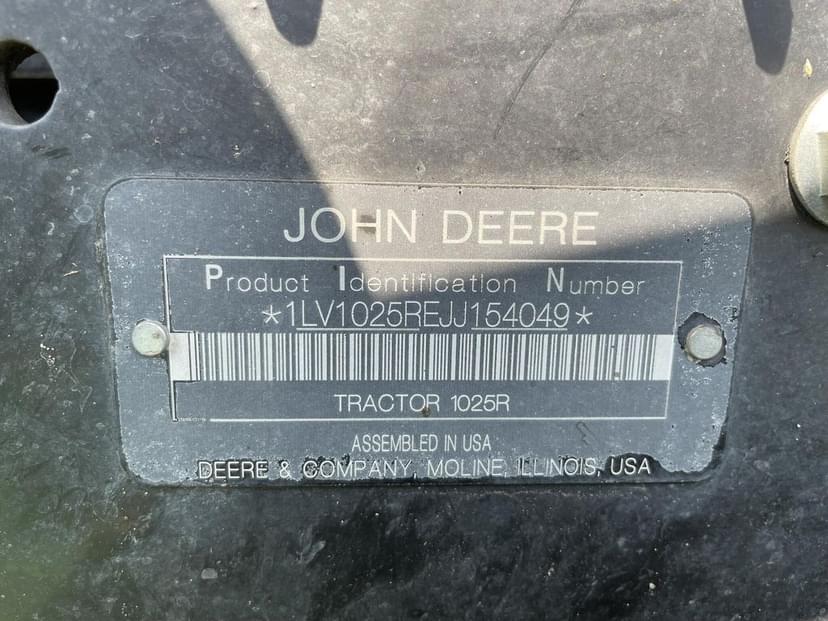 JOHN DEERE
Product Identification Number
*1LV1025REJJ154049*
TRACTOR 1025R
ASSEMBLED IN USA
DEERE & COMPANY, MOLINE, ILLINOIS, USA